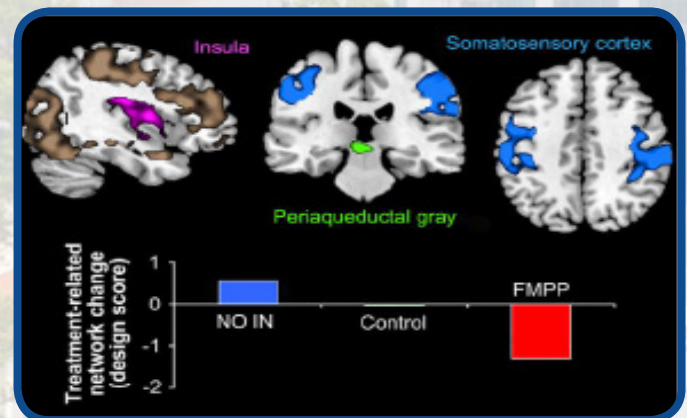 Insula
Somatosensory cortex
Periaqueductal gray
Treatment-related
network change
(design score)
1
0
-1
-2
NO IN
Control
FMPP